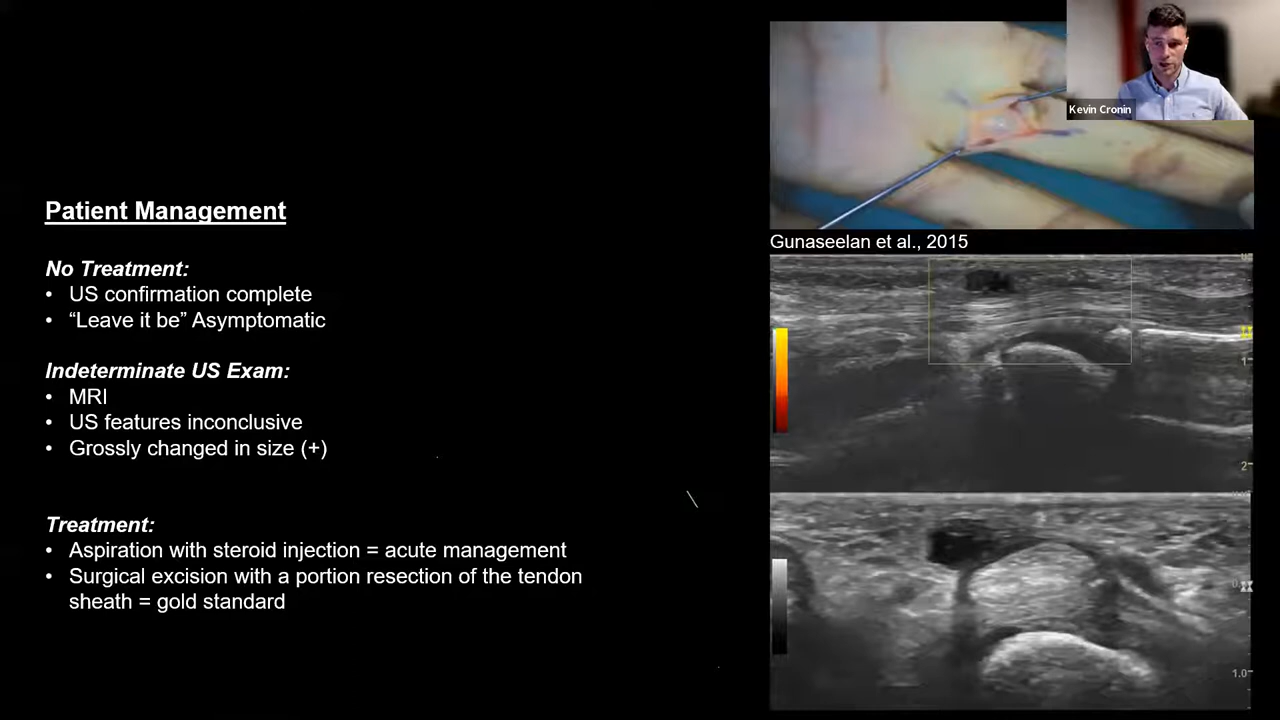 Kevin Cronin
Patient Management
No Treatment:
• US confirmation complete
• “Leave it be” Asymptomatic
Indeterminate US Exam:
• MRI
• US features inconclusive
• Grossly changed in size (+)
Treatment:
• Aspiration with steroid injection = acute management
• Surgical excision with a portion resection of the tendon
sheath = gold standard
Gunaseelan et al., 2015
1
2
1.0